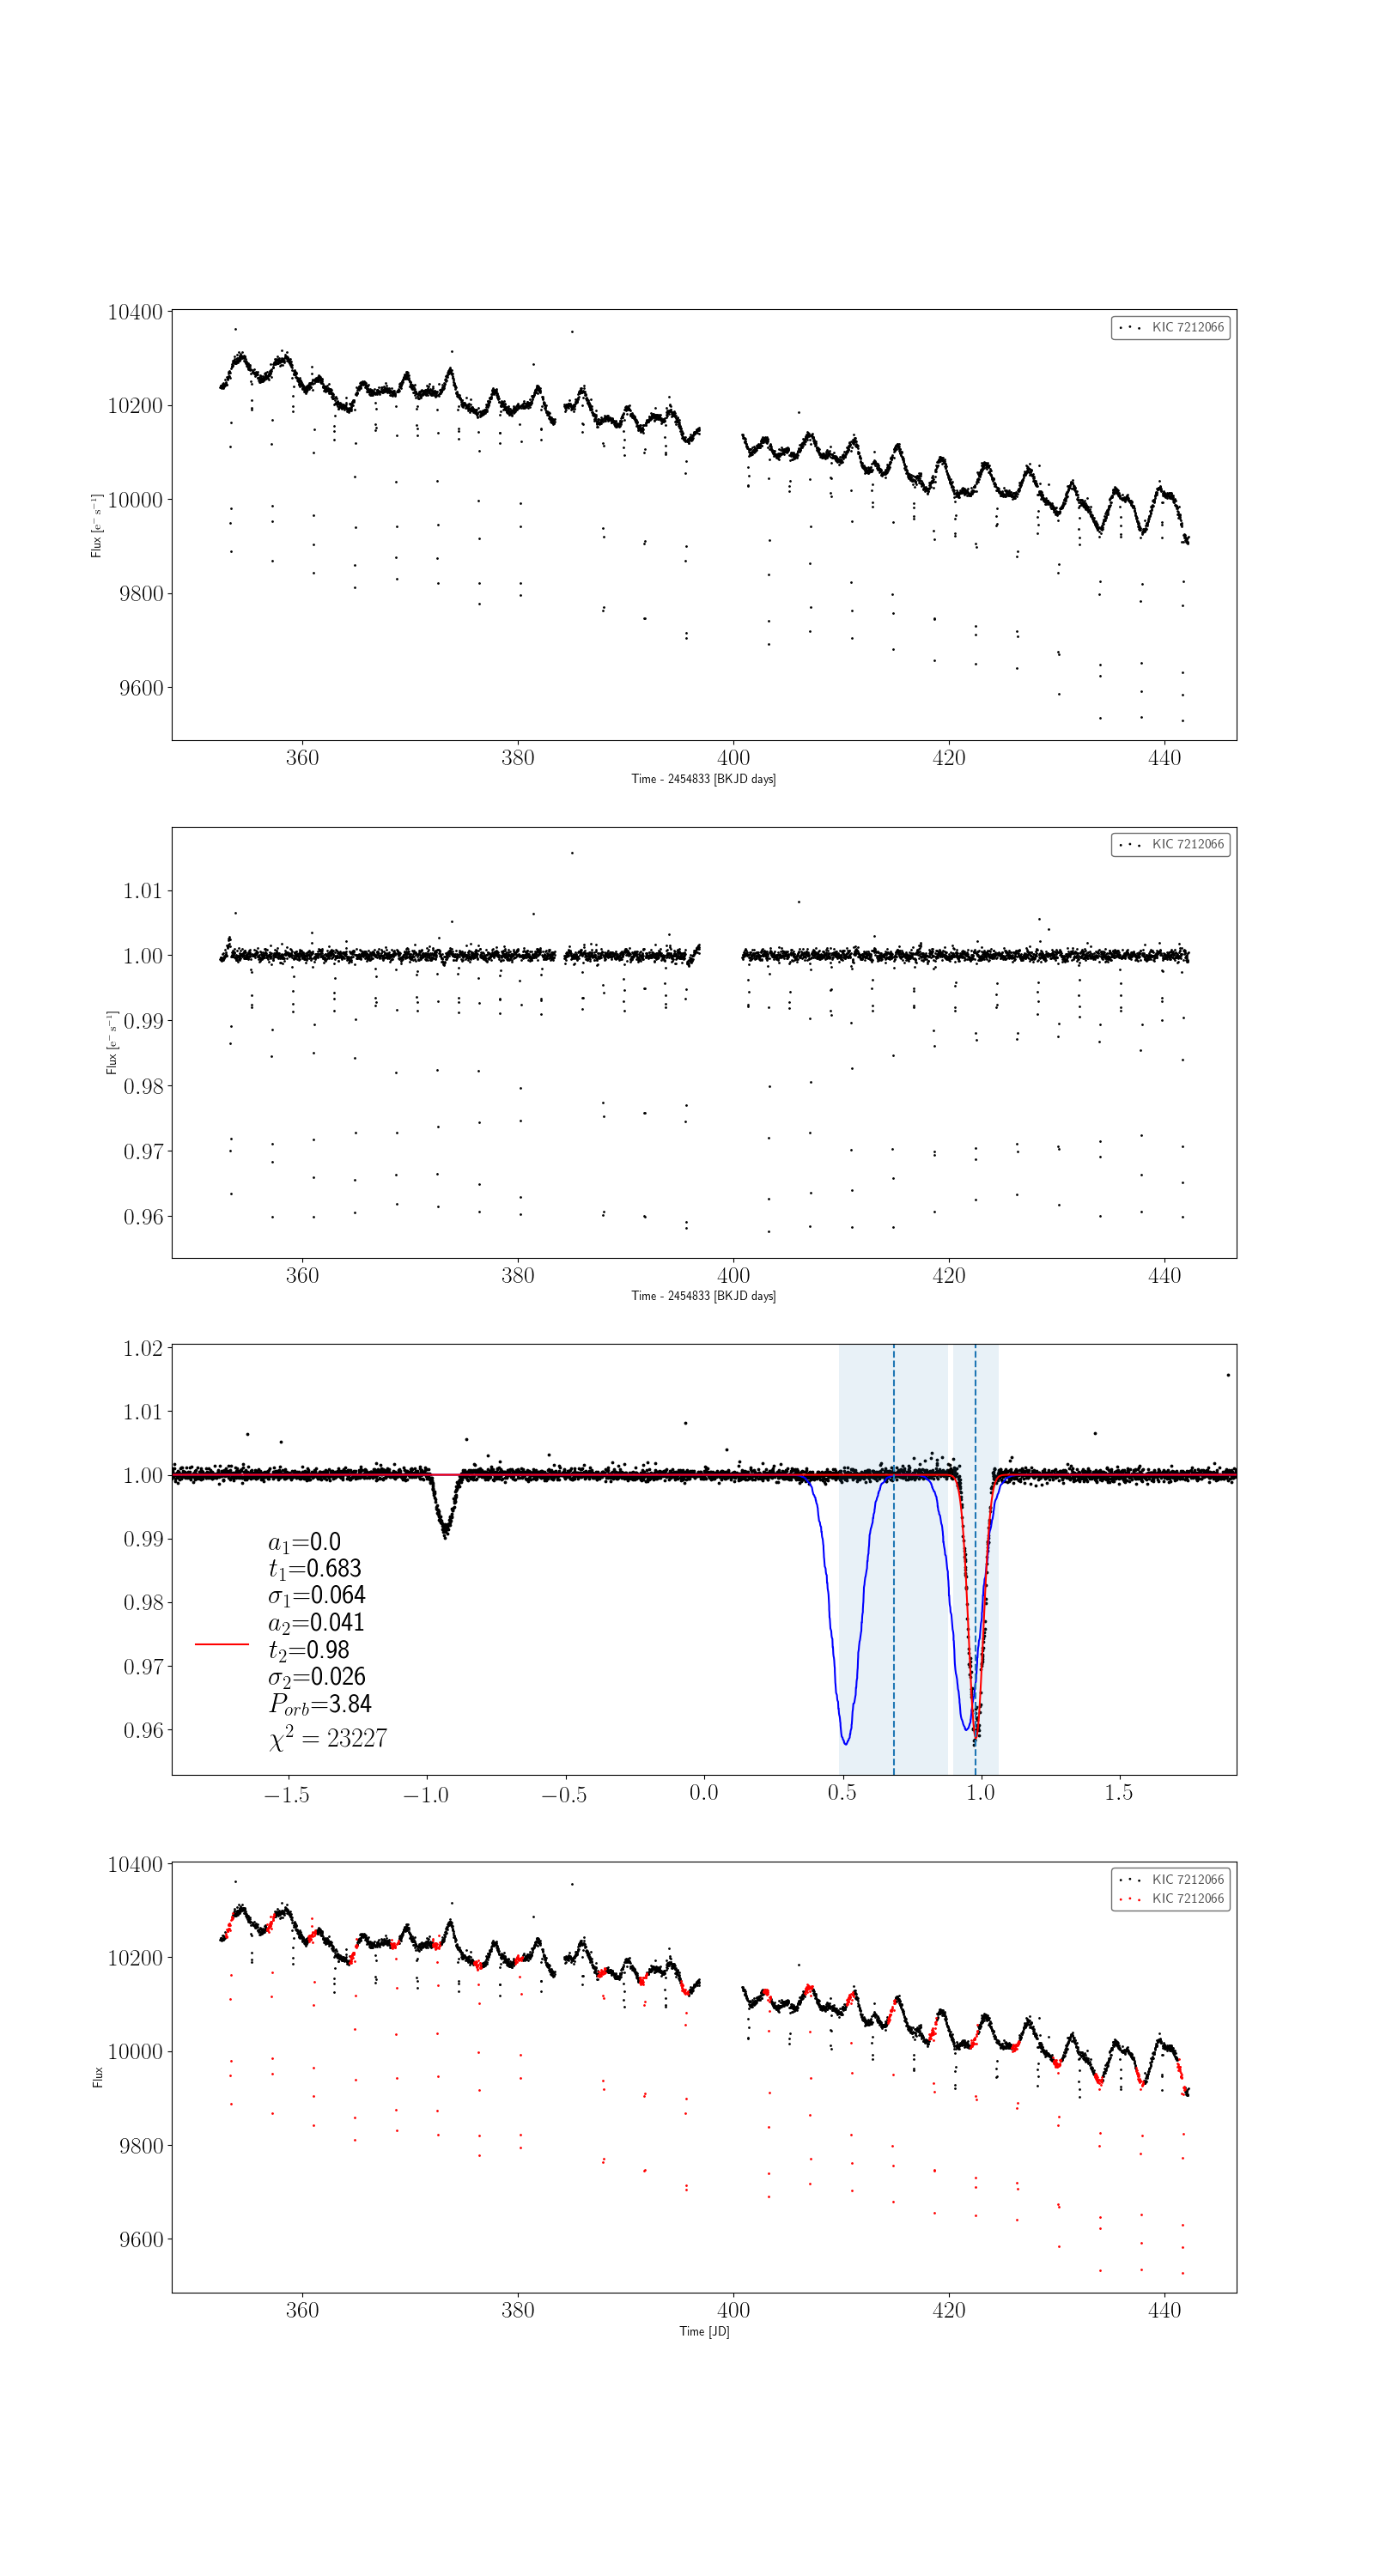 10400
10200
10000
9800
9600
Flux [e⁻ s⁻¹]
KIC 7212066
360 380 400 420 440
Time - 2454833 [BKJD days]
1.01
1.00
0.99
0.98
0.97
0.96
Flux [e⁻ s⁻¹]
KIC 7212066
360 380 400 420 440
Time - 2454833 [BKJD days]
1.02
1.01
1.00
0.99
0.98
0.97
0.96
a₁=0.0
t₁=0.683
σ₁=0.064
a₂=0.041
t₂=0.98
σ₂=0.026
P_orb=3.84
χ² = 23227
−1.5 −1.0 −0.5 0.0 0.5 1.0 1.5
10400
10200
10000
9800
9600
Flux
KIC 7212066
KIC 7212066
360 380 400 420 440
Time [JD]